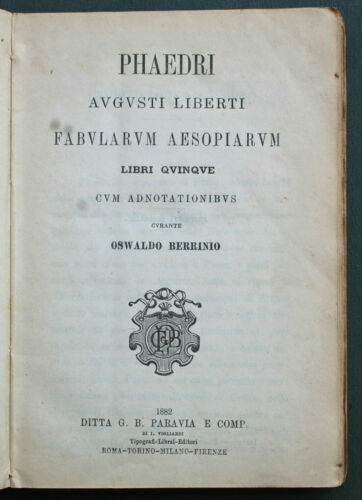 PHAEDRI
AVGVSTI LIBERTI
FABVLARVM AESOPIARVM
LIBRI QVINQVE
CVM ADNOTATIONIBVS
CVRANTE
OSWALDO BERRINIO
1882
DITTA G. B. PARAVIA E COMP.
DI I. VIGLIARDI
Tipografi-Librai-Editori
ROMA-TORINO-MILANO-FIRENZE